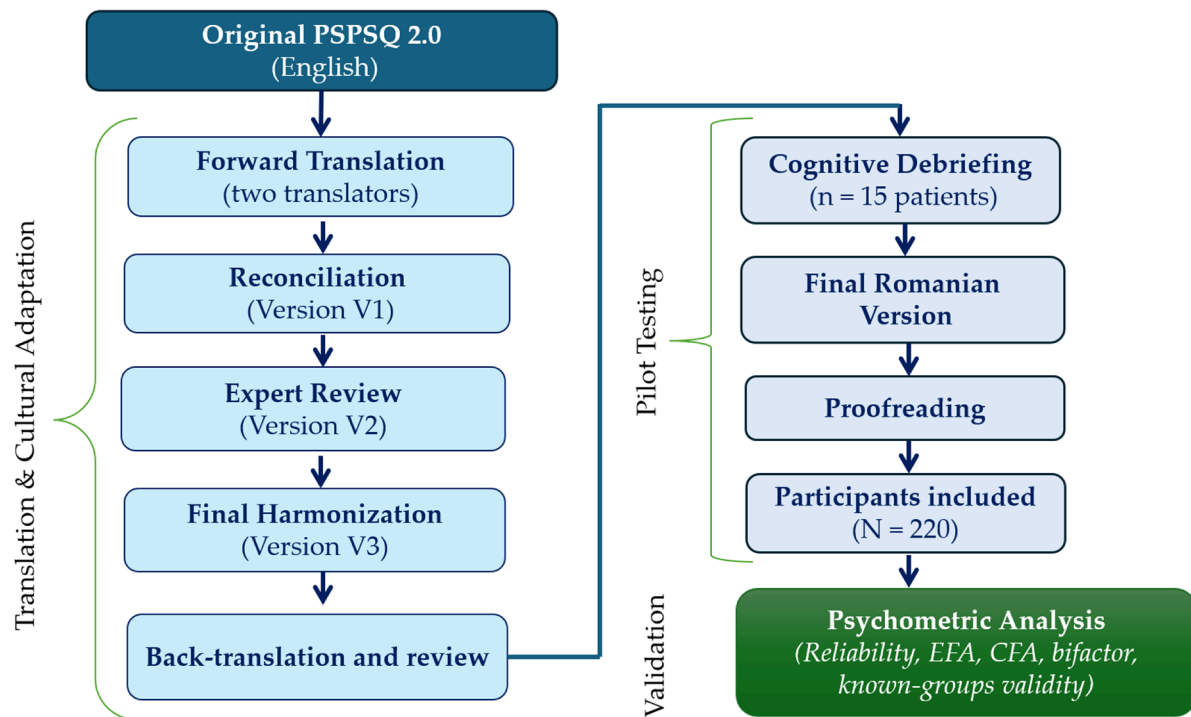 Original PSPSQ 2.0
(English)
Translation & Cultural Adaptation
Forward Translation
(two translators)
Reconciliation
(Version V1)
Expert Review
(Version V2)
Final Harmonization
(Version V3)
Back-translation and review
Pilot Testing
Cognitive Debriefing
(n = 15 patients)
Final Romanian
Version
Proofreading
Participants included
(N = 220)
Validation
Psychometric Analysis
(Reliability, EFA, CFA, bifactor,
known-groups validity)